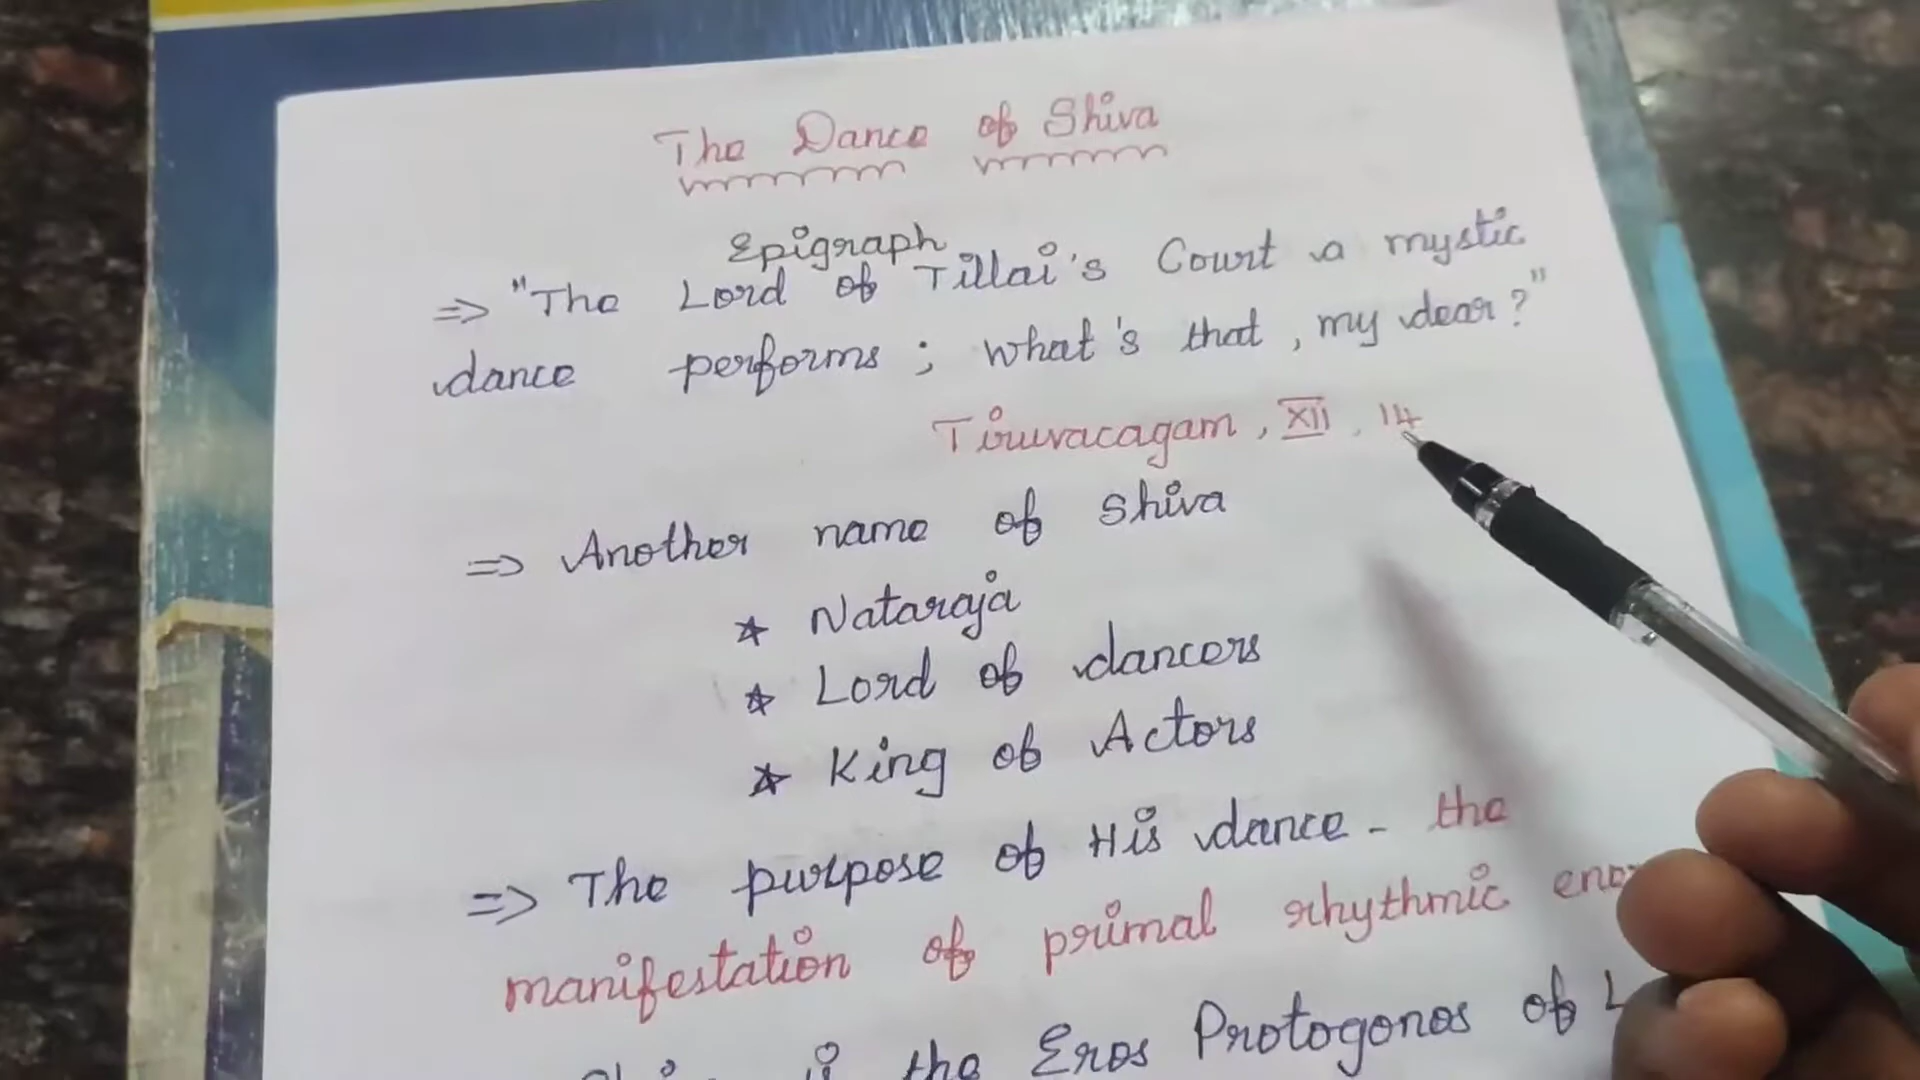 The Dance of Shiva
Epigraph
=> "The Lord of Tillai's Court a mystic
dance performs; what's that, my dear?"
Tiruvacagam, XII, 14
=> Another name of Shiva
* Nataraja
* Lord of dancers
* King of Actors
=> The purpose of His dance - the
manifestation of primal rhythmic
the Eros Protogonos of